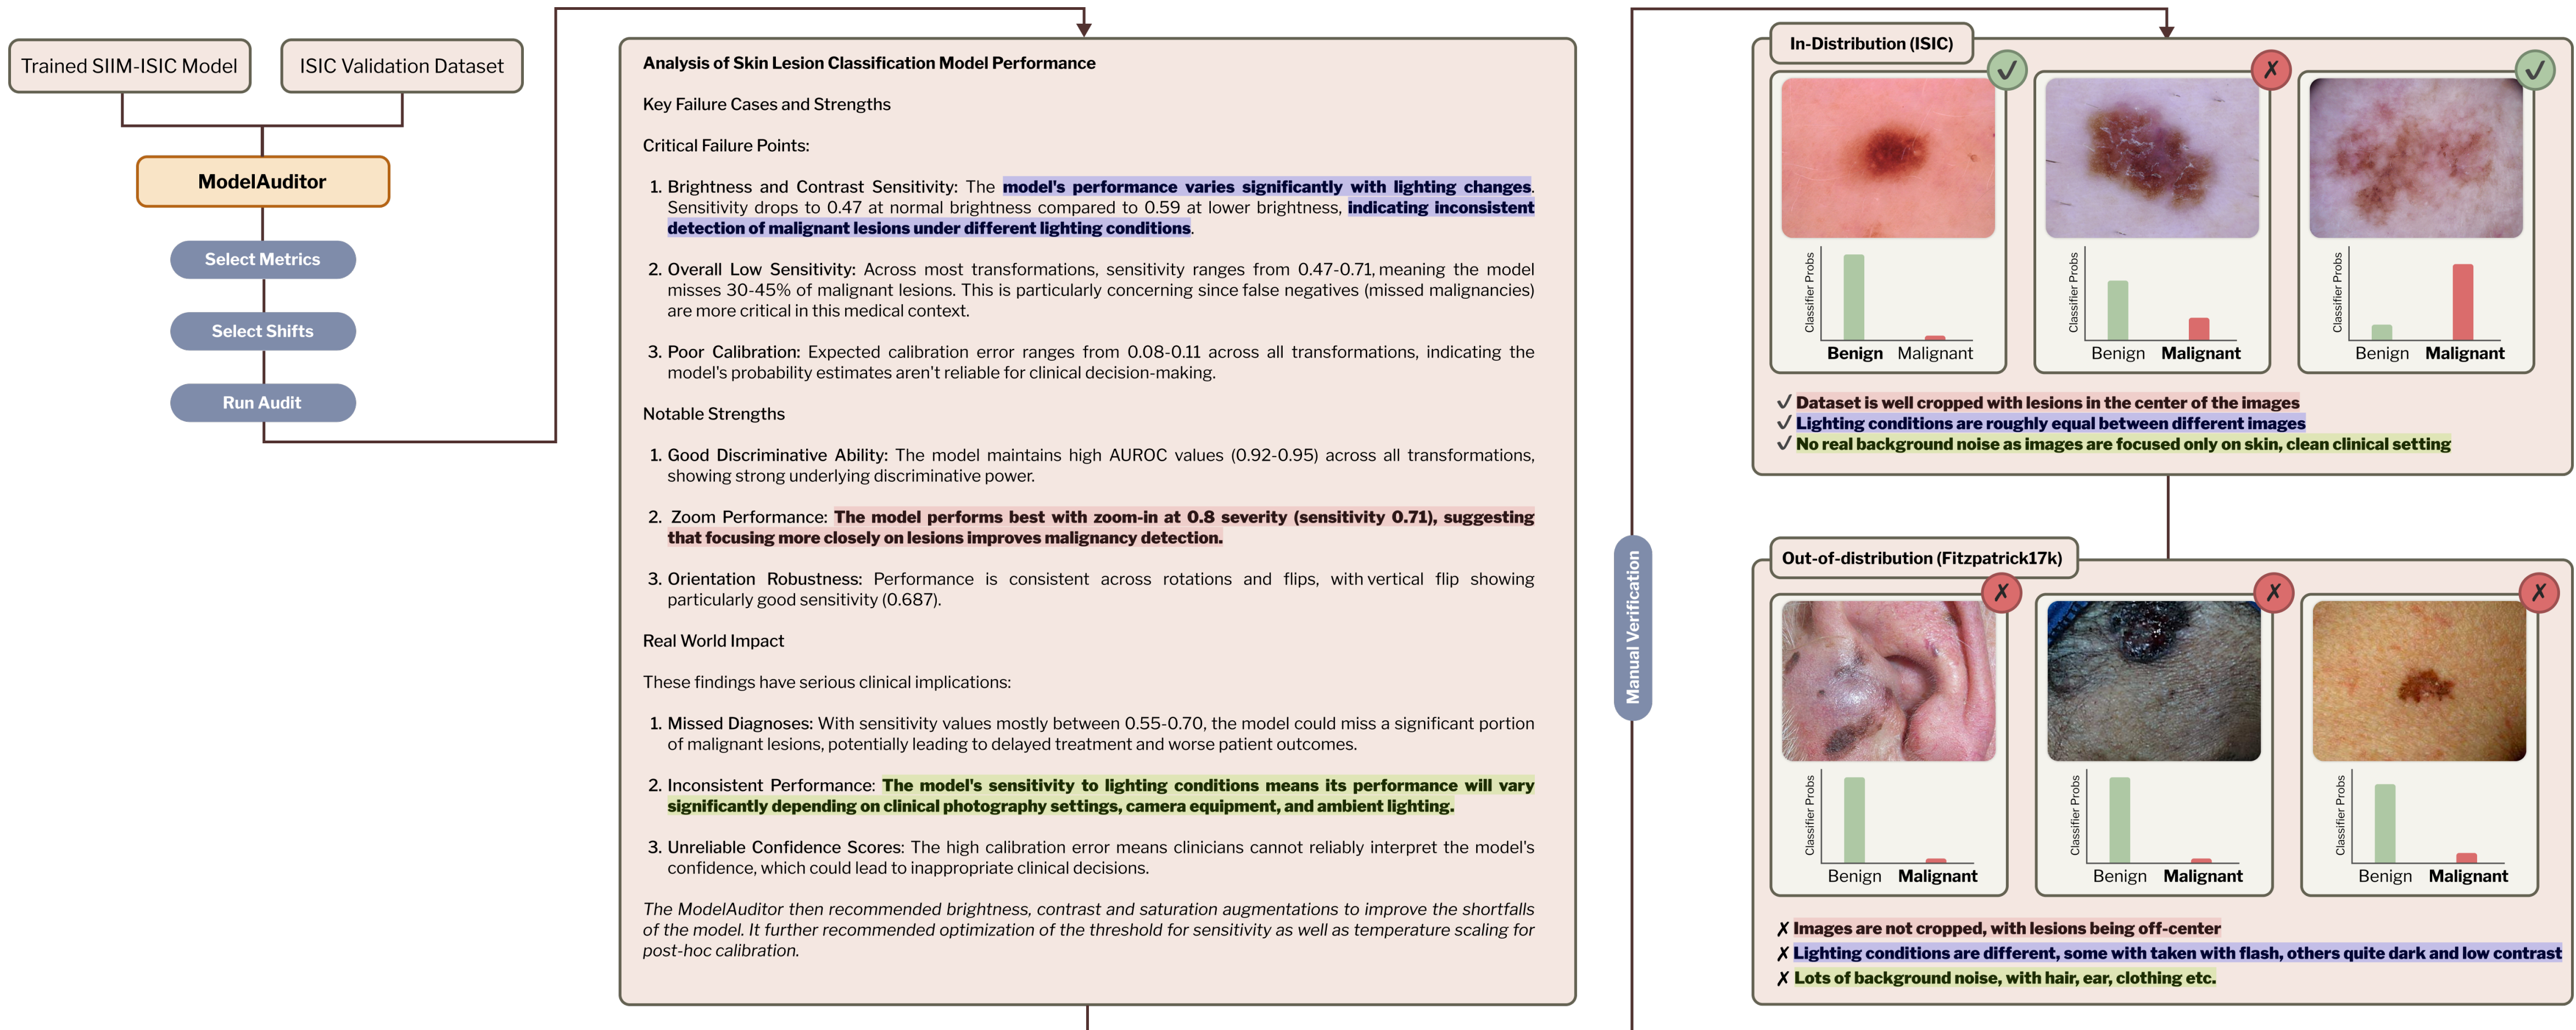 Trained SIIM-ISIC Model
ISIC Validation Dataset
ModelAuditor
Select Metrics
Select Shifts
Run Audit
Analysis of Skin Lesion Classification Model Performance
Key Failure Cases and Strengths
Critical Failure Points:
1. Brightness and Contrast Sensitivity: The model's performance varies significantly with lighting changes.
Sensitivity drops to 0.47 at normal brightness compared to 0.59 at lower brightness, indicating inconsistent
detection of malignant lesions under different lighting conditions.
2. Overall Low Sensitivity: Across most transformations, sensitivity ranges from 0.47-0.71, meaning the model
misses 30-45% of malignant lesions. This is particularly concerning since false negatives (missed malignancies)
are more critical in this medical context.
3. Poor Calibration: Expected calibration error ranges from 0.08-0.11 across all transformations, indicating the
model's probability estimates aren't reliable for clinical decision-making.
Notable Strengths
1. Good Discriminative Ability: The model maintains high AUROC values (0.92-0.95) across all transformations,
showing strong underlying discriminative power.
2. Zoom Performance: The model performs best with zoom-in at 0.8 severity (sensitivity 0.71), suggesting
that focusing more closely on lesions improves malignancy detection.
3. Orientation Robustness: Performance is consistent across rotations and flips, with vertical flip showing
particularly good sensitivity (0.687).
Real World Impact
These findings have serious clinical implications:
1. Missed Diagnoses: With sensitivity values mostly between 0.55-0.70, the model could miss a significant portion
of malignant lesions, potentially leading to delayed treatment and worse patient outcomes.
2. Inconsistent Performance: The model's sensitivity to lighting conditions means its performance will vary
significantly depending on clinical photography settings, camera equipment, and ambient lighting.
3. Unreliable Confidence Scores: The high calibration error means clinicians cannot reliably interpret the model's
confidence, which could lead to inappropriate clinical decisions.
The ModelAuditor then recommended brightness, contrast and saturation augmentations to improve the shortfalls
of the model. It further recommended optimization of the threshold for sensitivity as well as temperature scaling for
post-hoc calibration.
Manual Verification
In-Distribution (ISIC)
✓
✗
✓
Classifier Probs
Benign Malignant
Classifier Probs
Benign Malignant
Classifier Probs
Benign Malignant
✓ Dataset is well cropped with lesions in the center of the images
✓ Lighting conditions are roughly equal between different images
✓ No real background noise as images are focused only on skin, clean clinical setting
Out-of-distribution (Fitzpatrick17k)
✗
✗
✗
Classifier Probs
Benign Malignant
Classifier Probs
Benign Malignant
Classifier Probs
Benign Malignant
✗ Images are not cropped, with lesions being off-center
✗ Lighting conditions are different, some with taken with flash, others quite dark and low contrast
✗ Lots of background noise, with hair, ear, clothing etc.